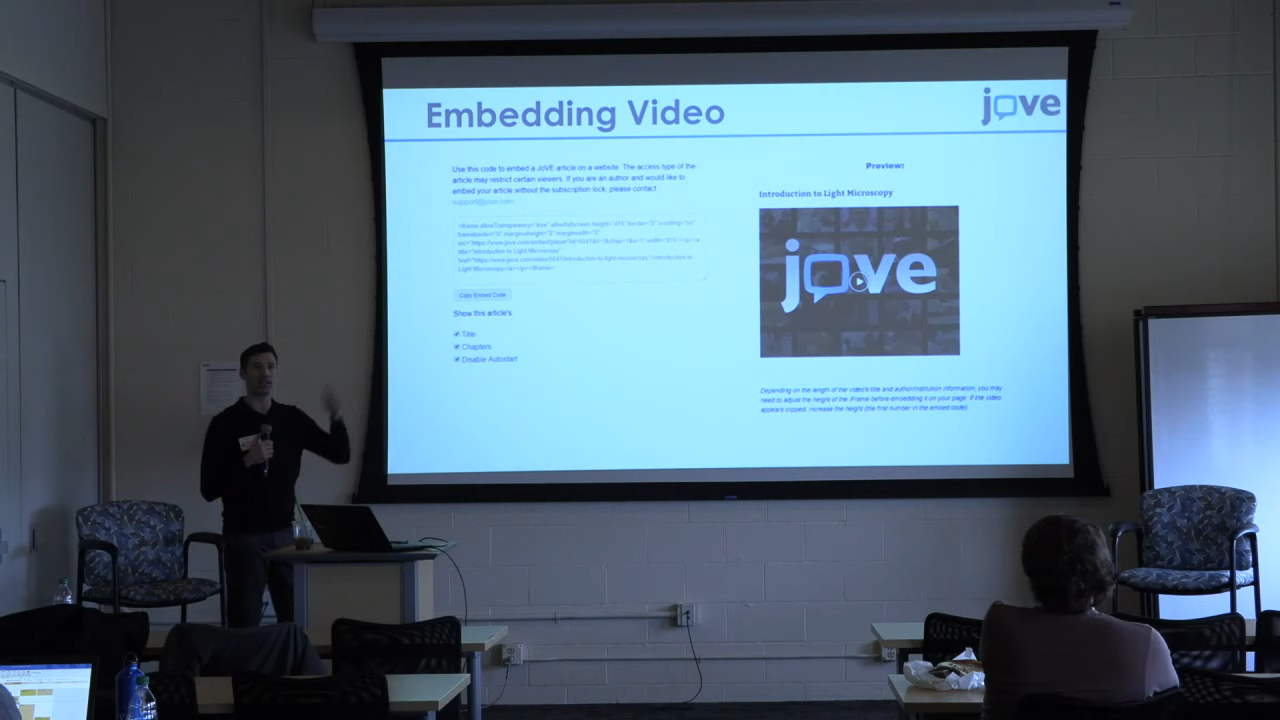 Embedding Video
jove
Use this code to embed a JoVE article on a website. The access type of the
article may restrict certain viewers. If you are an author and would like to
embed your article without the subscription lock, please contact
support@jove.com.
Copy Embed Code
Show this article's
Title
Chapters
Disable Autostart
Preview:
Introduction to Light Microscopy
jove
Depending on the length of the video's title and author/institution information, you may
need to adjust the height of the iFrame before embedding it on your page. If the video
appears clipped, increase the height (the first number in the embed code).